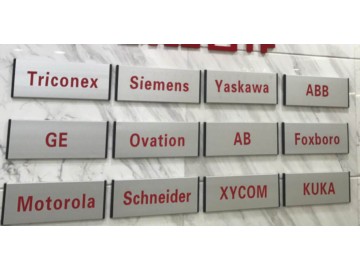 Triconex
Siemens
Yaskawa
ABB
GE
Ovation
AB
Foxboro
Motorola
Schneider
XYCOM
KUKA